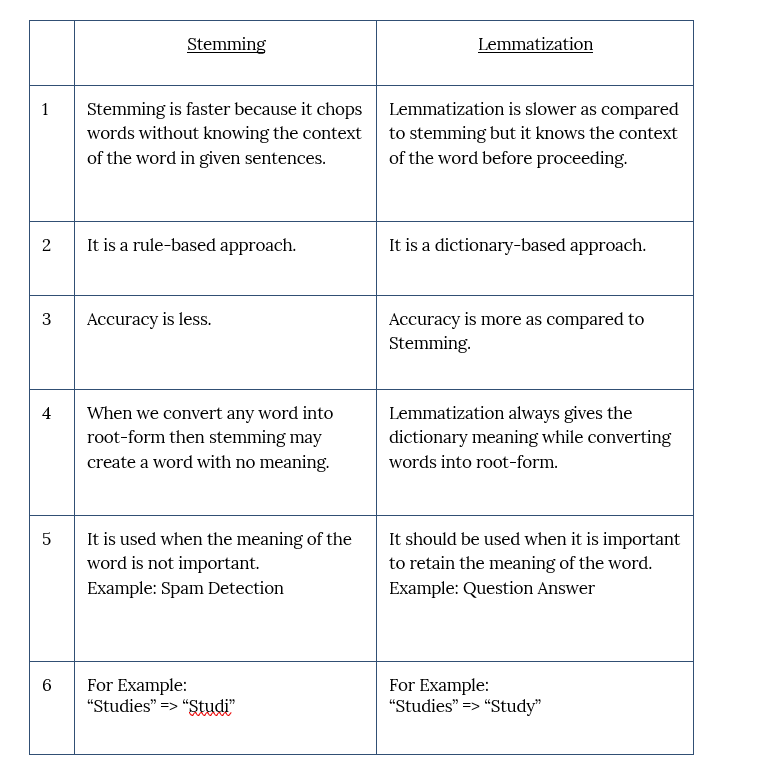 Stemming
Lemmatization
1
Stemming is faster because it chops
words without knowing the context
of the word in given sentences.
Lemmatization is slower as compared
to stemming but it knows the context
of the word before proceeding.
2
It is a rule-based approach.
It is a dictionary-based approach.
3
Accuracy is less.
Accuracy is more as compared to
Stemming.
4
When we convert any word into
root-form then stemming may
create a word with no meaning.
Lemmatization always gives the
dictionary meaning while converting
words into root-form.
5
It is used when the meaning of the
word is not important.
Example: Spam Detection
It should be used when it is important
to retain the meaning of the word.
Example: Question Answer
6
For Example:
“Studies” => “Studi”
For Example:
“Studies” => “Study”